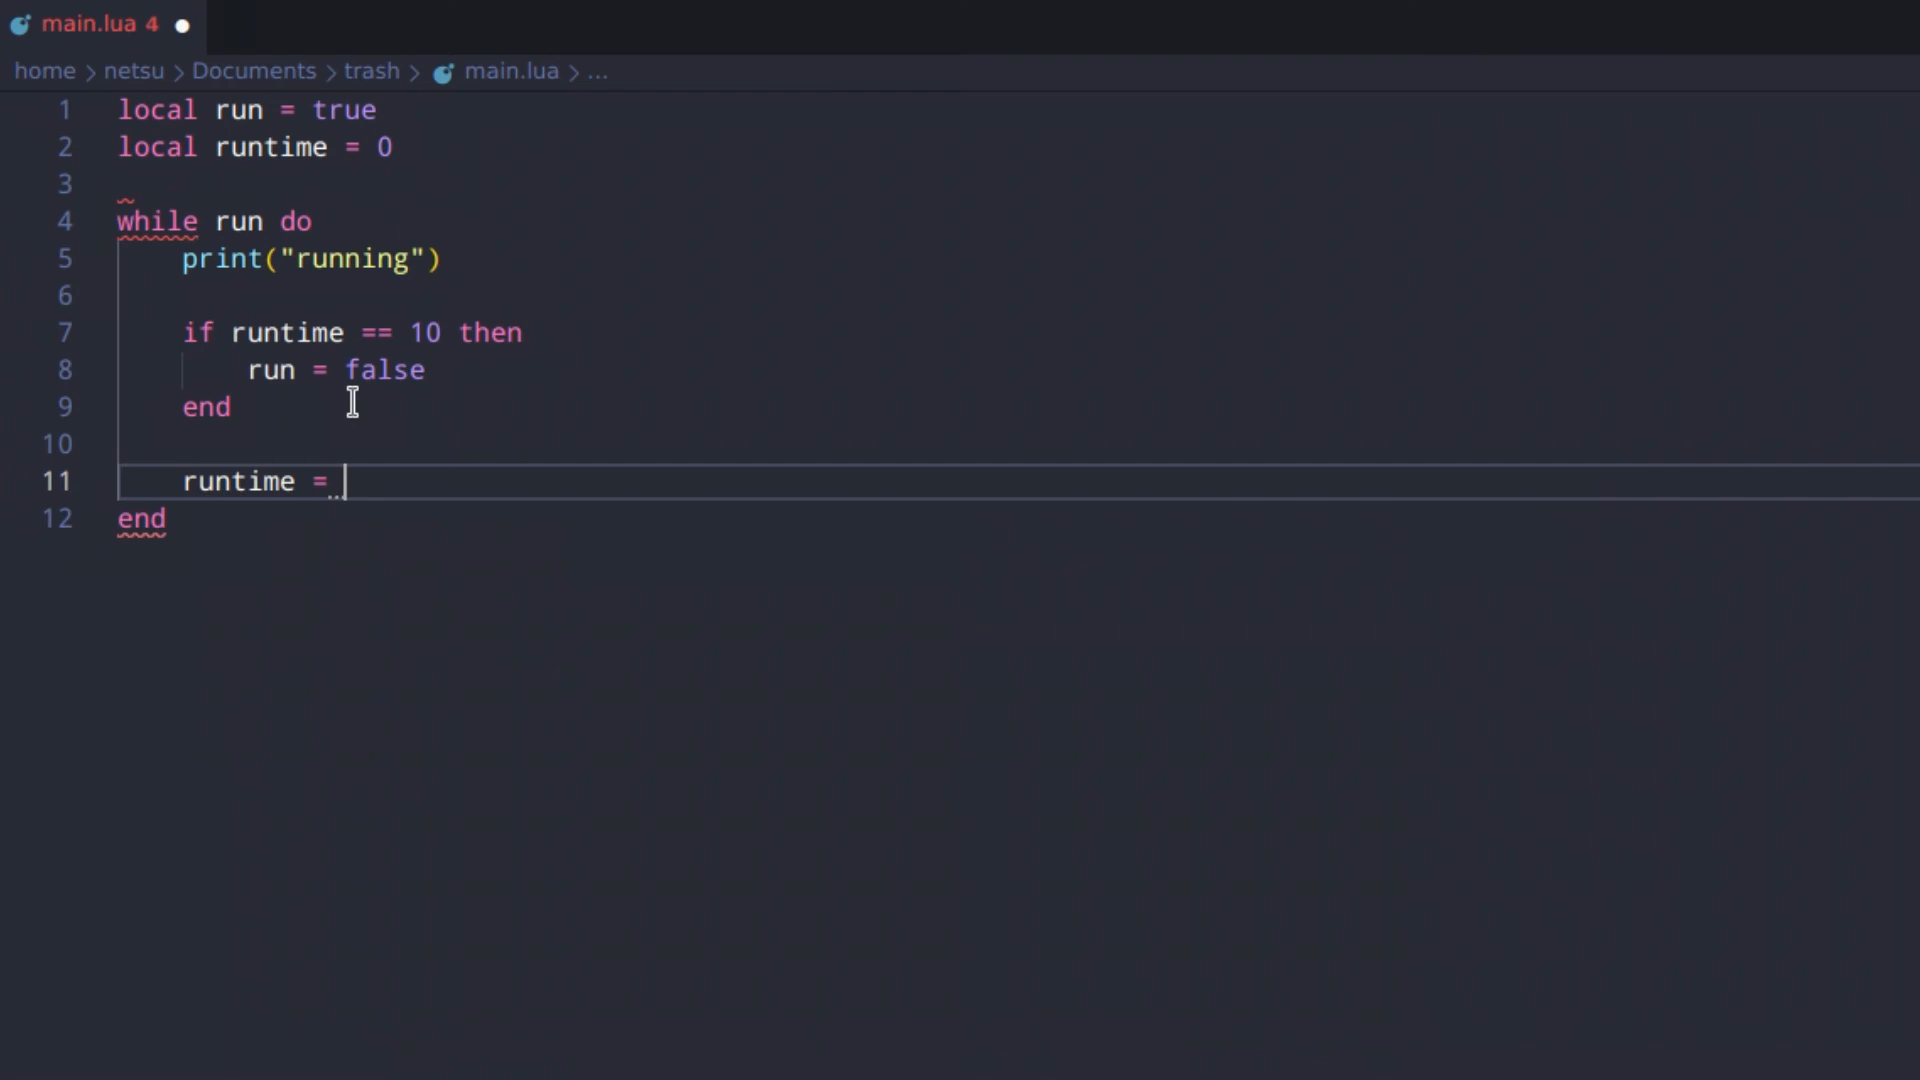 main.lua 4
home > netsu > Documents > trash > main.lua > ...
1 local run = true
2 local runtime = 0
3
4 while run do
5     print("running")
6
7     if runtime == 10 then
8         run = false
9     end
10
11     runtime =
12 end